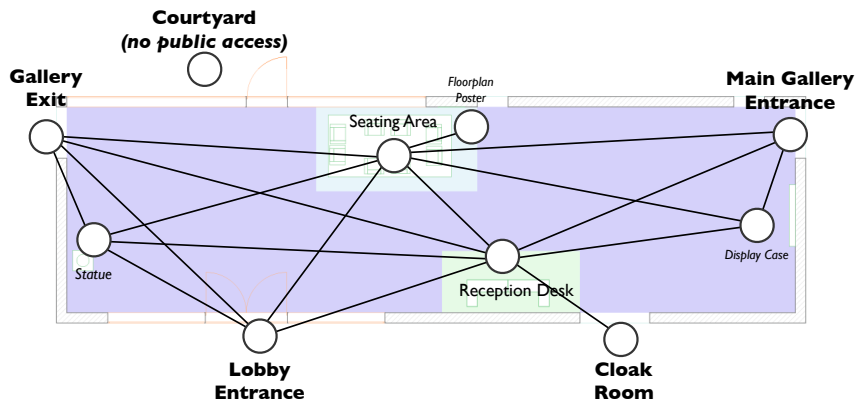 Courtyard
(no public access)
Gallery
Exit
Floorplan
Poster
Main Gallery
Entrance
Seating Area
Statue
Display Case
Reception Desk
Lobby
Entrance
Cloak
Room